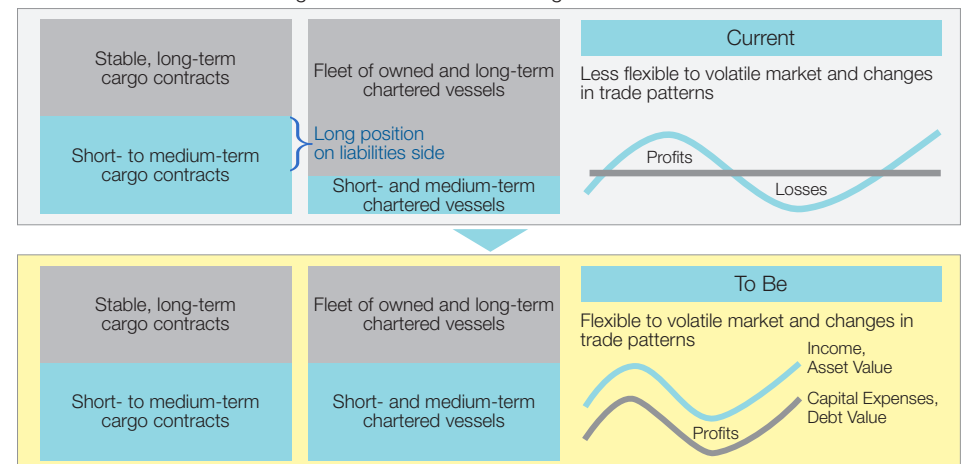 Stable, long-term
cargo contracts
Short- to medium-term
cargo contracts
Fleet of owned and long-term
chartered vessels
Long position
on liabilities side
Short- and medium-term
chartered vessels
Current
Less flexible to volatile market and changes
in trade patterns
Profits
Losses
Stable, long-term
cargo contracts
Short- to medium-term
cargo contracts
Fleet of owned and long-term
chartered vessels
Short- and medium-term
chartered vessels
To Be
Flexible to volatile market and changes in
trade patterns
Income,
Asset Value
Capital Expenses,
Debt Value
Profits